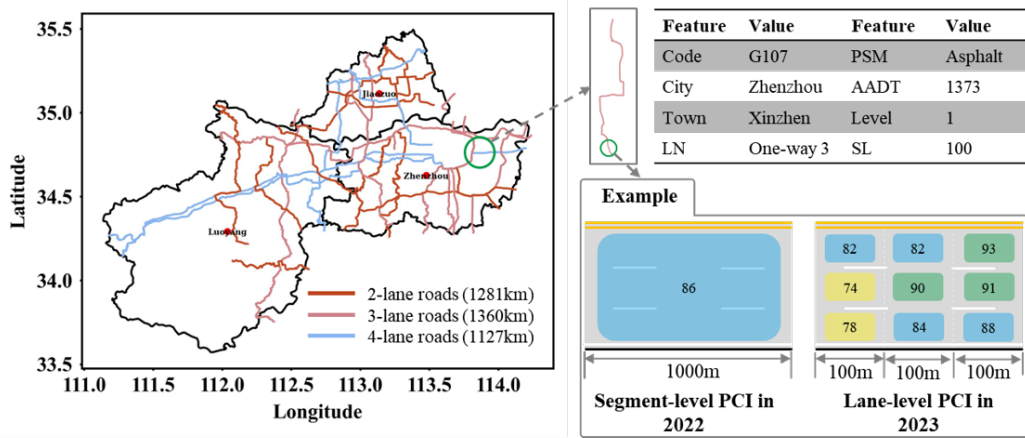 35.5
35.0
34.5
34.0
33.5
Latitude
Jiaozuo
Zhenzhou
Luoyang
2-lane roads (1281km)
3-lane roads (1360km)
4-lane roads (1127km)
111.0 111.5 112.0 112.5 113.0 113.5 114.0
Longitude
Feature Value Feature Value
Code G107 PSM Asphalt
City Zhenzhou AADT 1373
Town Xinzhen Level 1
LN One-way 3 SL 100
Example
86
82 82 93
74 90 91
78 84 88
1000m
100m 100m 100m
Segment-level PCI in
2022
Lane-level PCI in
2023